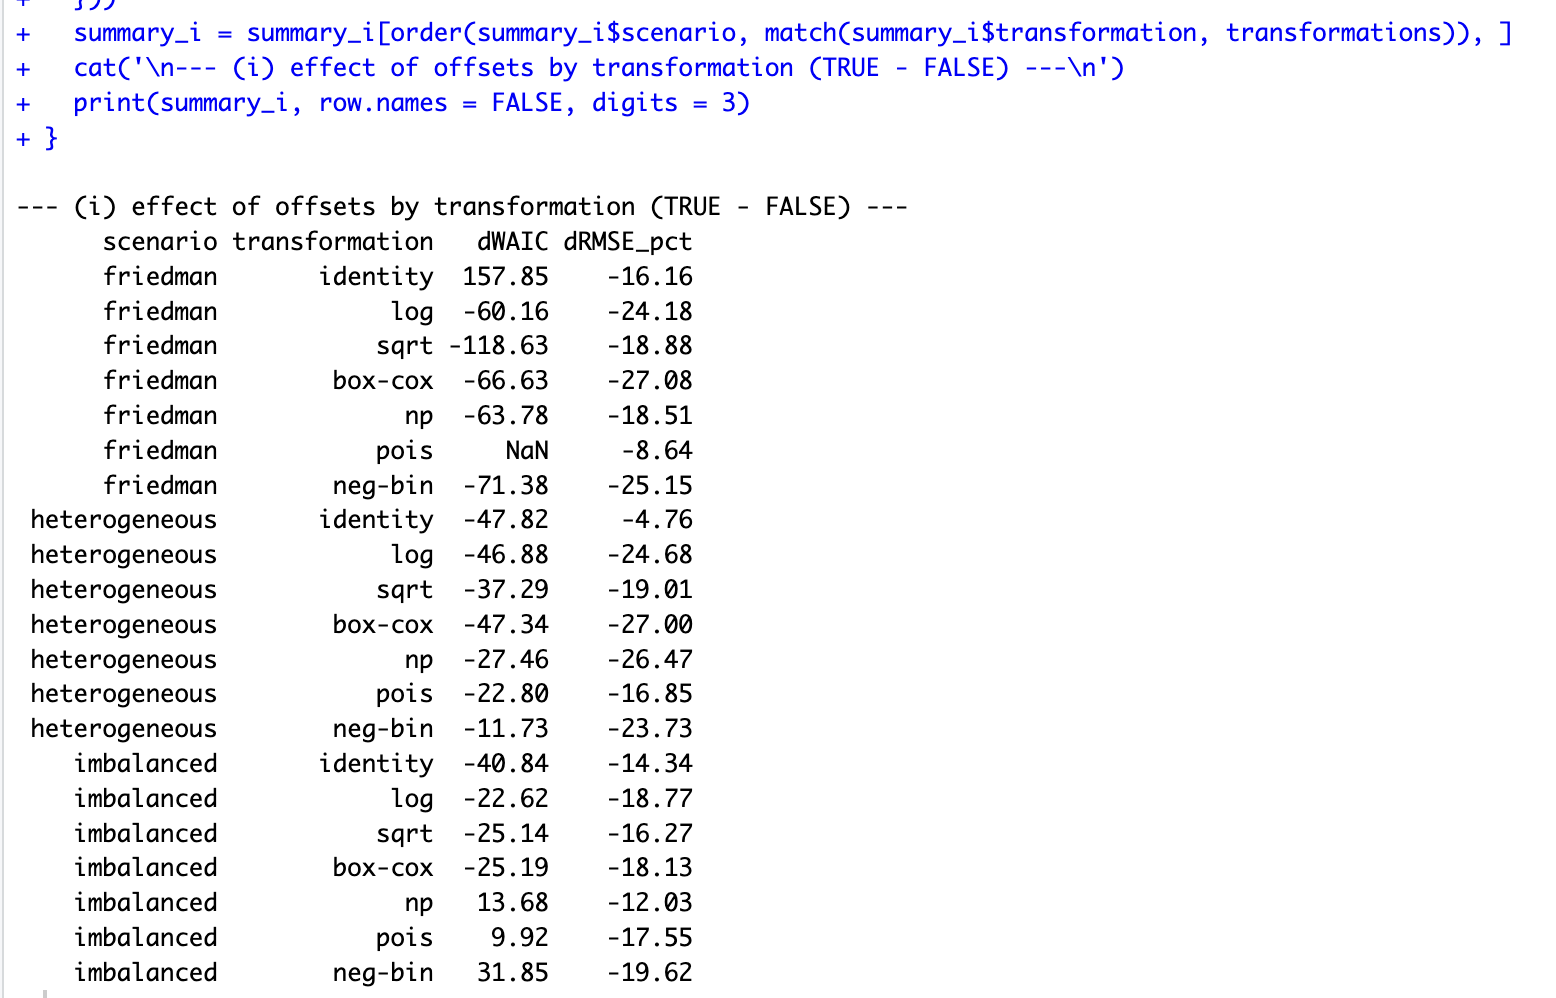 +   }))
+   summary_i = summary_i[order(summary_i$scenario, match(summary_i$transformation, transformations)), ]
+   cat('\n--- (i) effect of offsets by transformation (TRUE - FALSE) ---\n')
+   print(summary_i, row.names = FALSE, digits = 3)
+ }

--- (i) effect of offsets by transformation (TRUE - FALSE) ---
      scenario transformation   dWAIC dRMSE_pct
      friedman       identity  157.85    -16.16
      friedman            log  -60.16    -24.18
      friedman           sqrt -118.63    -18.88
      friedman        box-cox  -66.63    -27.08
      friedman             np  -63.78    -18.51
      friedman           pois     NaN     -8.64
      friedman        neg-bin  -71.38    -25.15
 heterogeneous       identity  -47.82     -4.76
 heterogeneous            log  -46.88    -24.68
 heterogeneous           sqrt  -37.29    -19.01
 heterogeneous        box-cox  -47.34    -27.00
 heterogeneous             np  -27.46    -26.47
 heterogeneous           pois  -22.80    -16.85
 heterogeneous        neg-bin  -11.73    -23.73
    imbalanced       identity  -40.84    -14.34
    imbalanced            log  -22.62    -18.77
    imbalanced           sqrt  -25.14    -16.27
    imbalanced        box-cox  -25.19    -18.13
    imbalanced             np   13.68    -12.03
    imbalanced           pois    9.92    -17.55
    imbalanced        neg-bin   31.85    -19.62